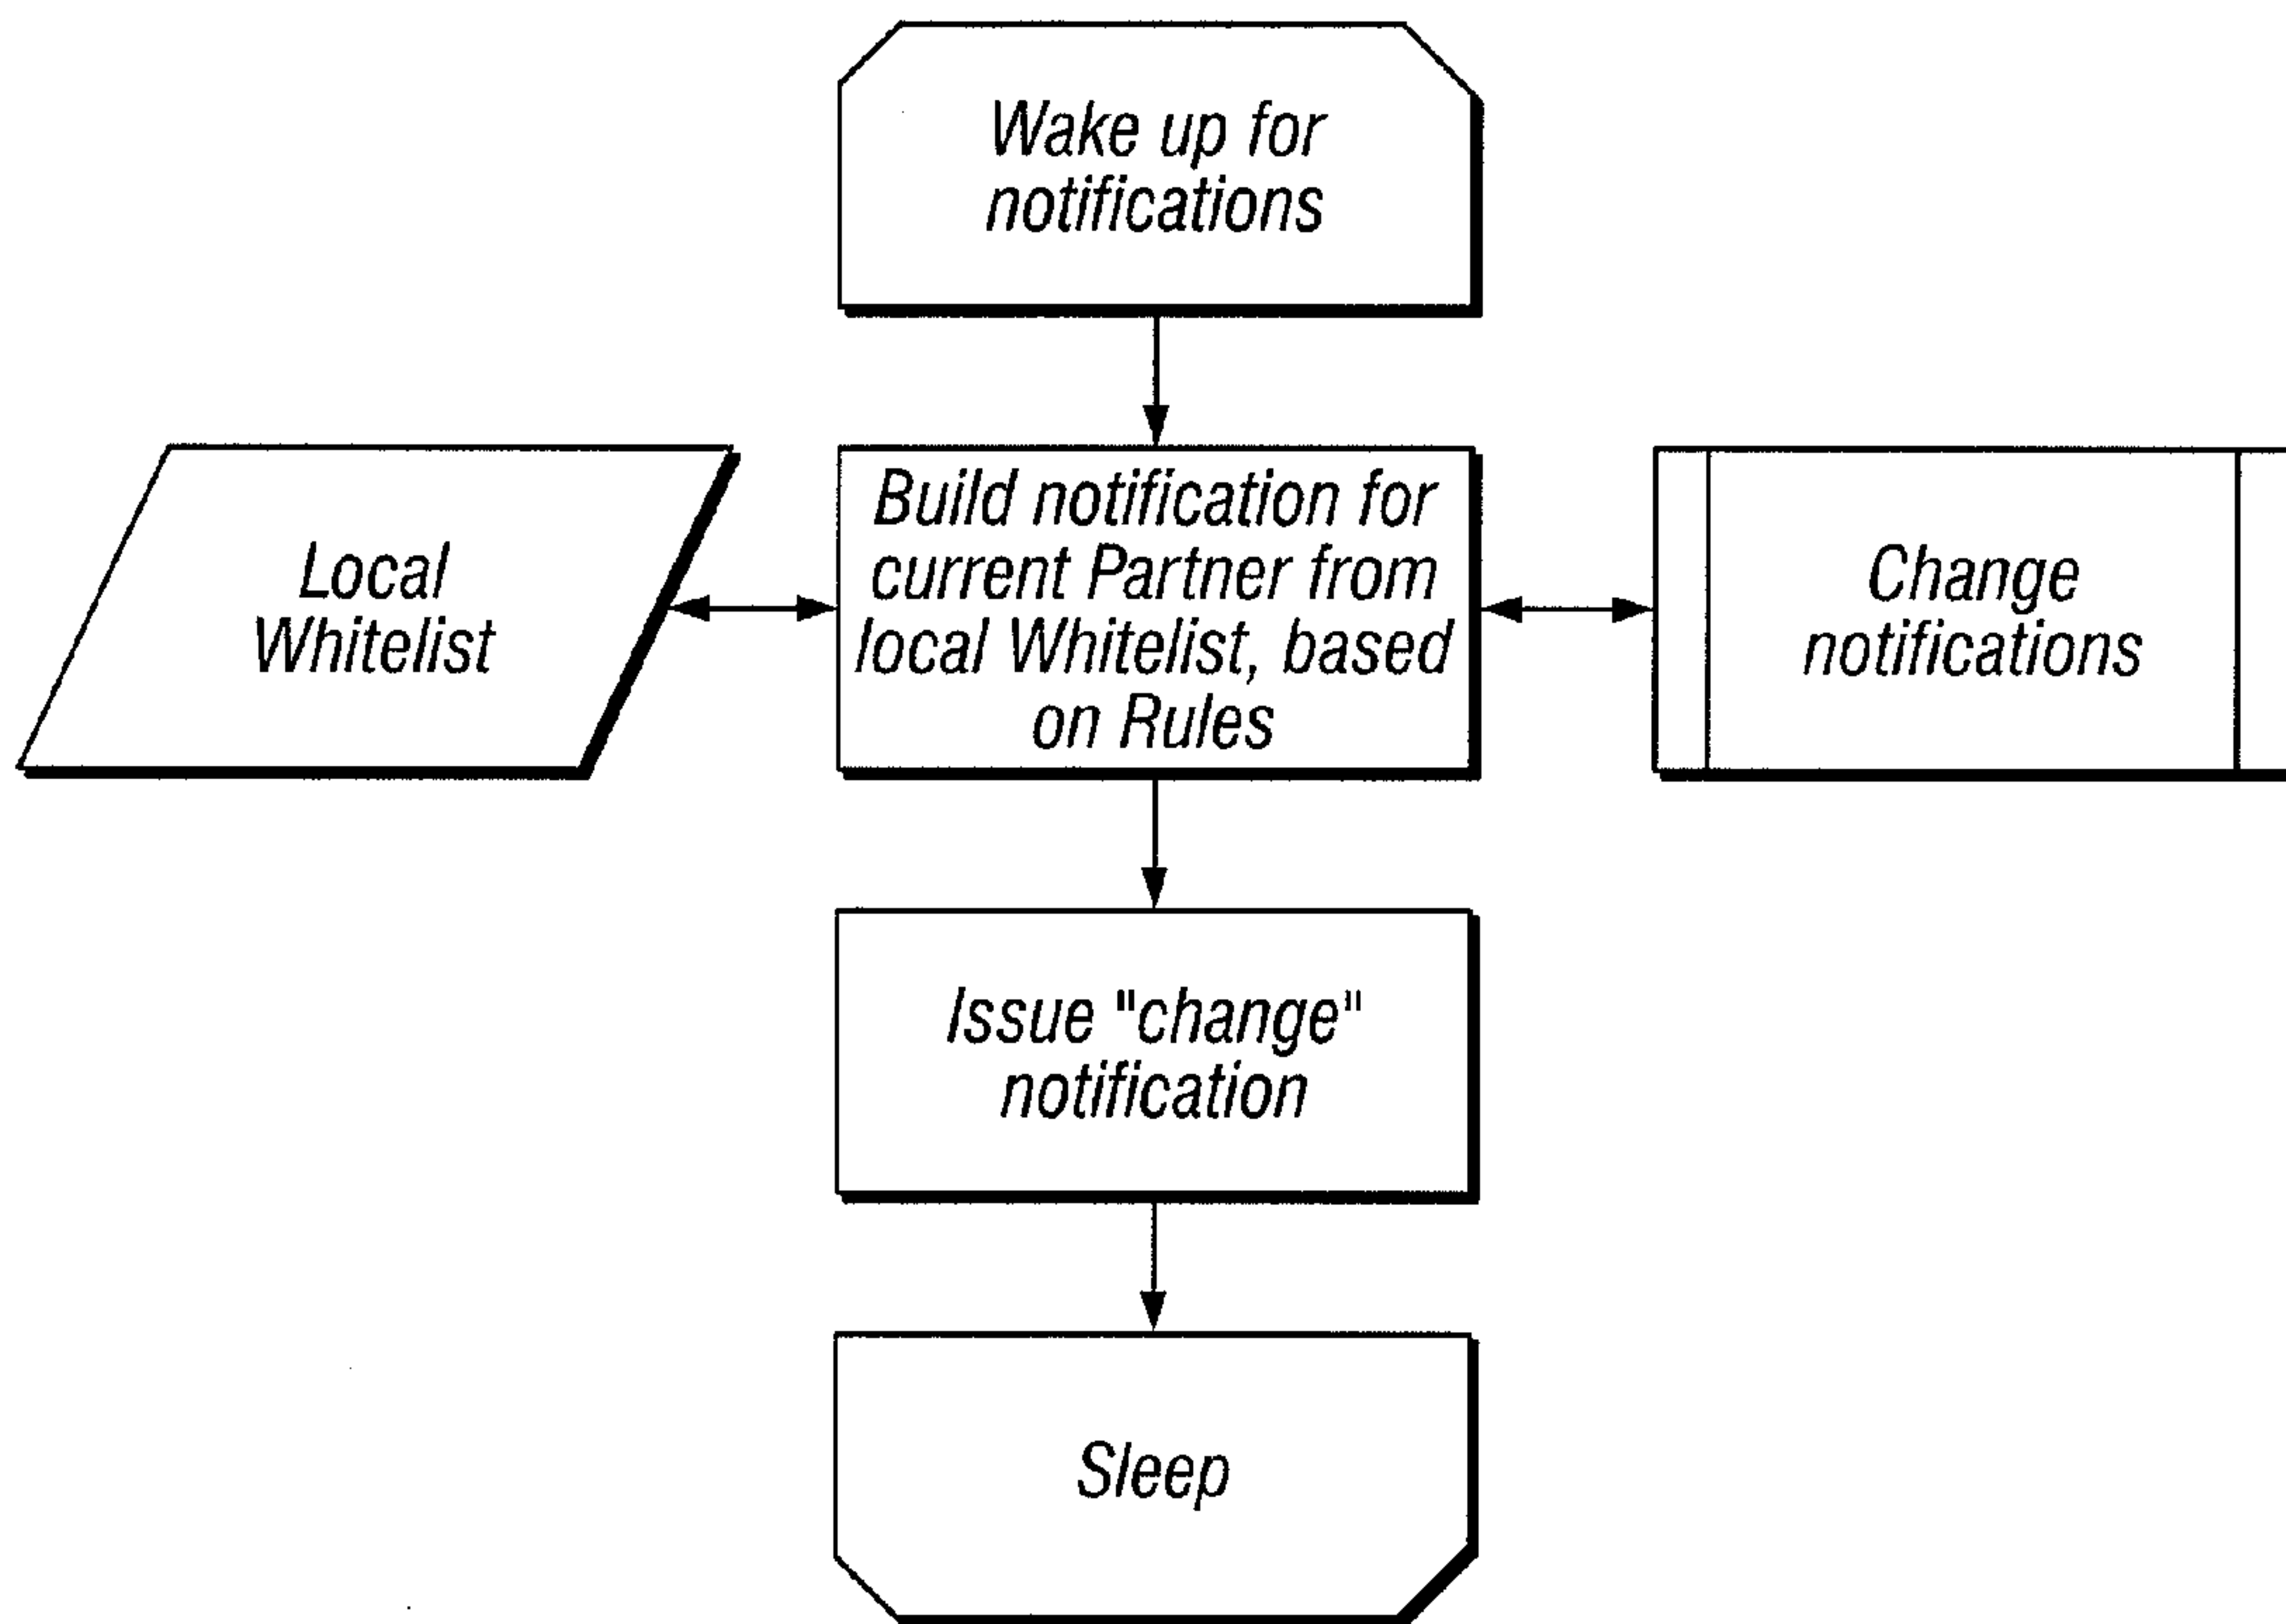 Wake up for
notifications
Local
Whitelist
Build notification for
current Partner from
local Whitelist, based
on Rules
Change
notifications
Issue "change"
notification
Sleep